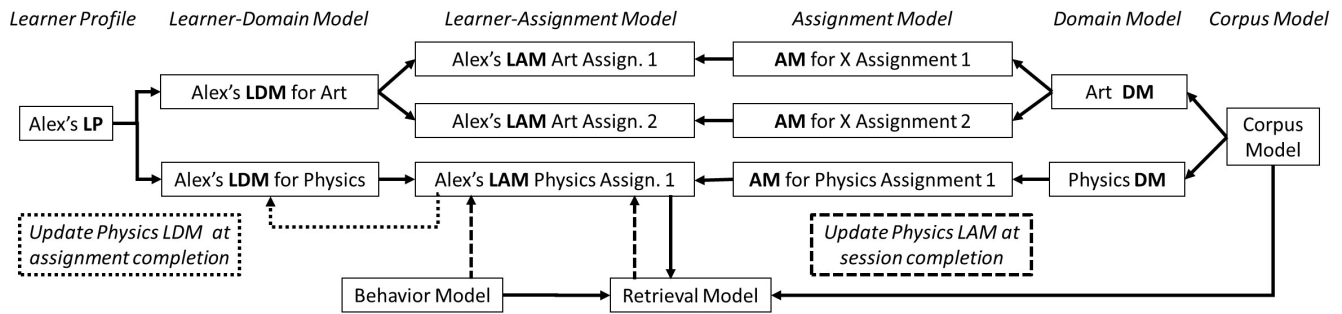 Learner Profile
Learner-Domain Model
Learner-Assignment Model
Assignment Model
Domain Model
Corpus Model
Alex's LAM Art Assign. 1
AM for X Assignment 1
Alex's LDM for Art
Art DM
Alex's LP
Alex's LAM Art Assign. 2
AM for X Assignment 2
Corpus
Model
Alex's LDM for Physics
Alex's LAM Physics Assign. 1
AM for Physics Assignment 1
Physics DM
Update Physics LDM at
assignment completion
Update Physics LAM at
session completion
Behavior Model
Retrieval Model